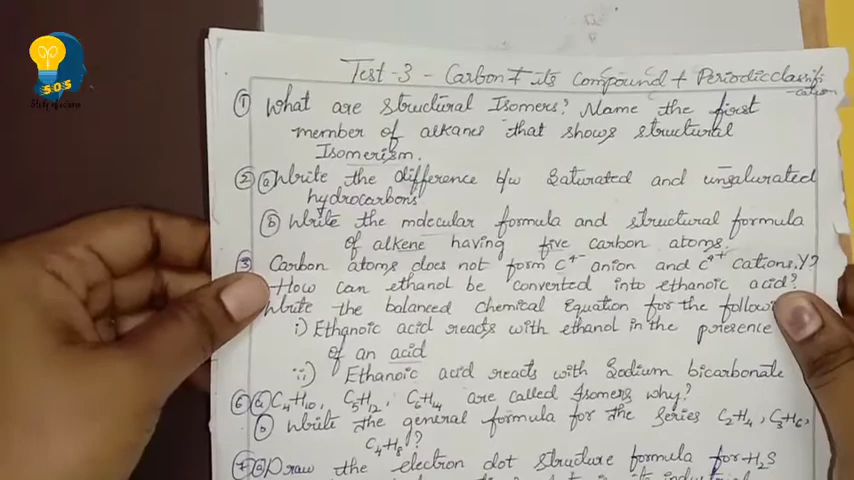 SOS
Study of science
Test-3 - Carbon & its Compound + Periodic classifi
-cation
① What are structural Isomers? Name the first
member of alkanes that shows structural
Isomerism.
② ⓐ Write the difference b/w Saturated and unsaturated
hydrocarbons
ⓑ Write the molecular formula and structural formula
of alkene having five carbon atoms.
③ Carbon atoms does not form C⁴⁻ anion and C⁴⁺ cations, Y?
How can ethanol be converted into ethanoic acid?
Write the balanced Chemical Equation for the
i) Ethanoic acid reacts with ethanol in the presence
of an acid
ii) Ethanoic acid reacts with Sodium bicarbonate
⑥ ⓐ C₄H₁₀, C₅H₁₂, C₆H₁₄ are called Isomers why?
ⓑ Write the general formula for the series C₂H₄, C₃H₆,
C₄H₈?
⑦ ⓐ Draw the electron dot structure formula for H₂S